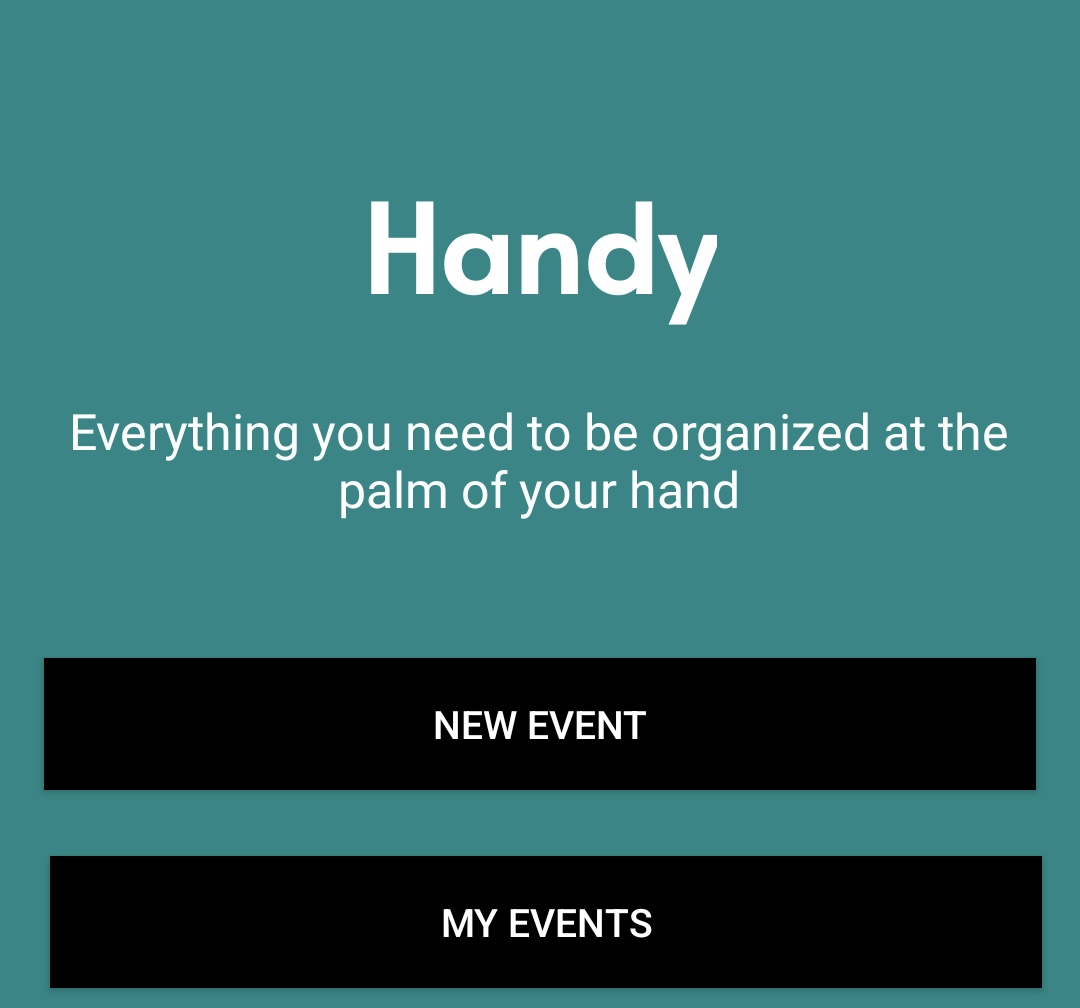 Handy
Everything you need to be organized at the
palm of your hand
NEW EVENT
MY EVENTS